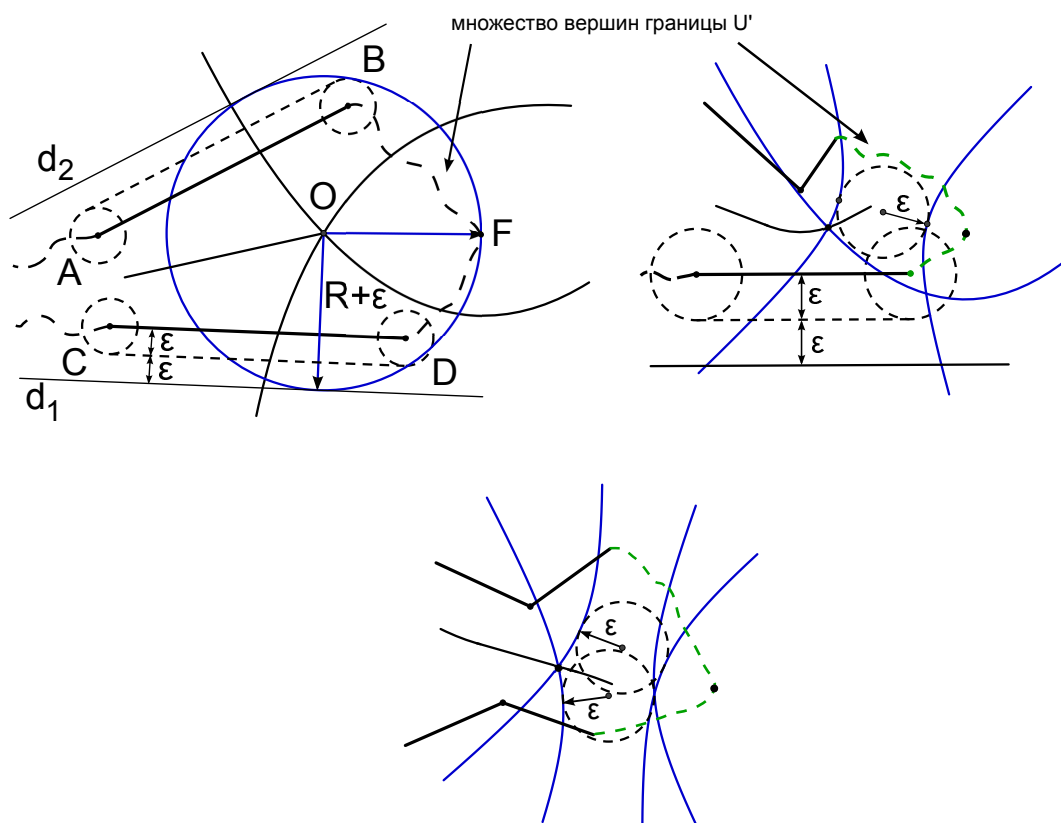 множество вершин границы U'
B
d2
O
F
A
R+ε
C
ε
ε
D
d1
ε
ε
ε
ε
ε